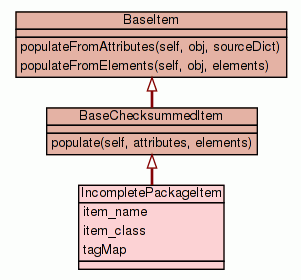 BaseItem
populateFromAttributes(self, obj, sourceDict)
populateFromElements(self, obj, elements)
BaseChecksummedItem
populate(self, attributes, elements)
IncompletePackageItem
item_name
item_class
tagMap